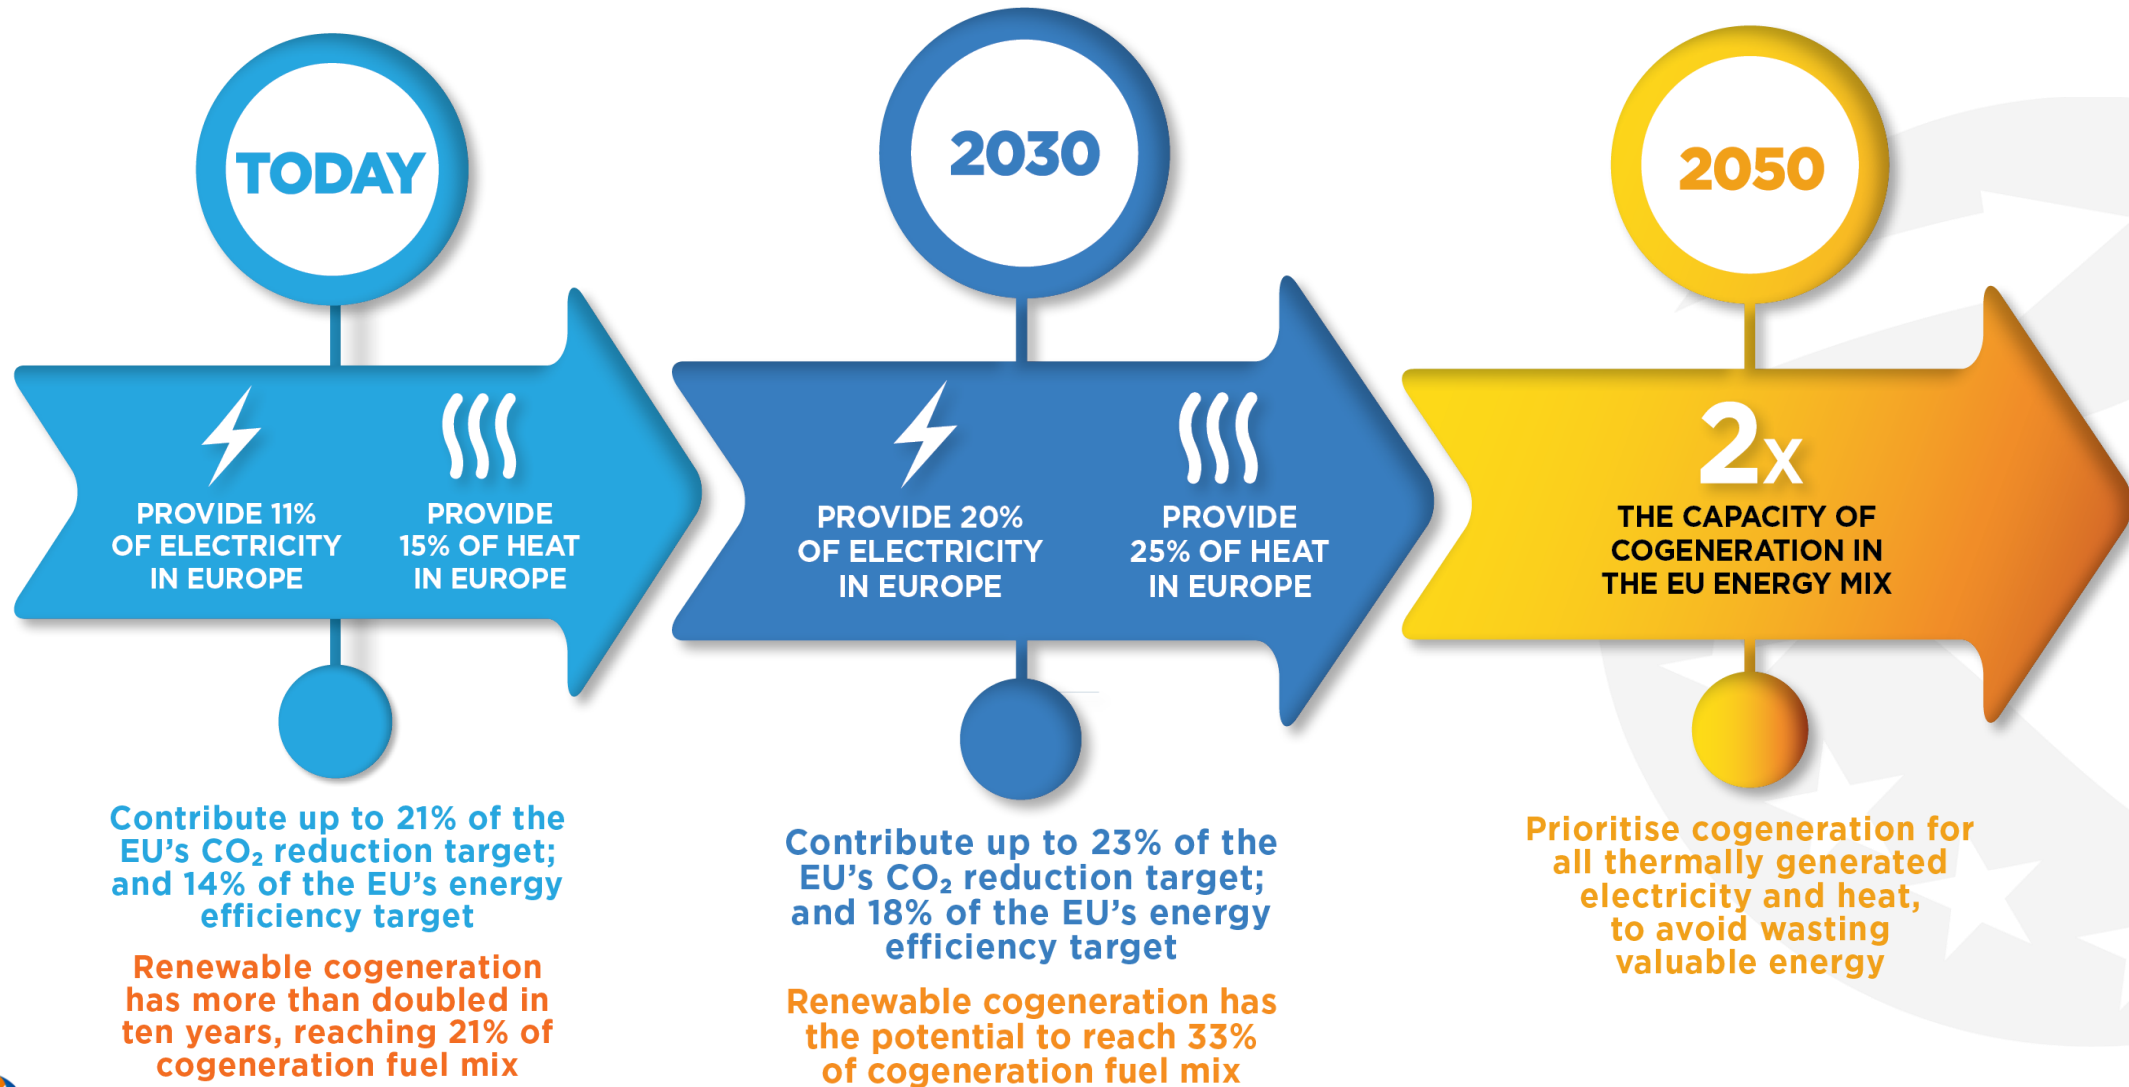 TODAY
PROVIDE 11%
OF ELECTRICITY
IN EUROPE
PROVIDE
15% OF HEAT
IN EUROPE
Contribute up to 21% of the
EU's CO₂ reduction target;
and 14% of the EU's energy
efficiency target
Renewable cogeneration
has more than doubled in
ten years, reaching 21% of
cogeneration fuel mix
2030
PROVIDE 20%
OF ELECTRICITY
IN EUROPE
PROVIDE
25% OF HEAT
IN EUROPE
Contribute up to 23% of the
EU's CO₂ reduction target;
and 18% of the EU's energy
efficiency target
Renewable cogeneration has
the potential to reach 33%
of cogeneration fuel mix
2050
2x
THE CAPACITY OF
COGENERATION IN
THE EU ENERGY MIX
Prioritise cogeneration for
all thermally generated
electricity and heat,
to avoid wasting
valuable energy